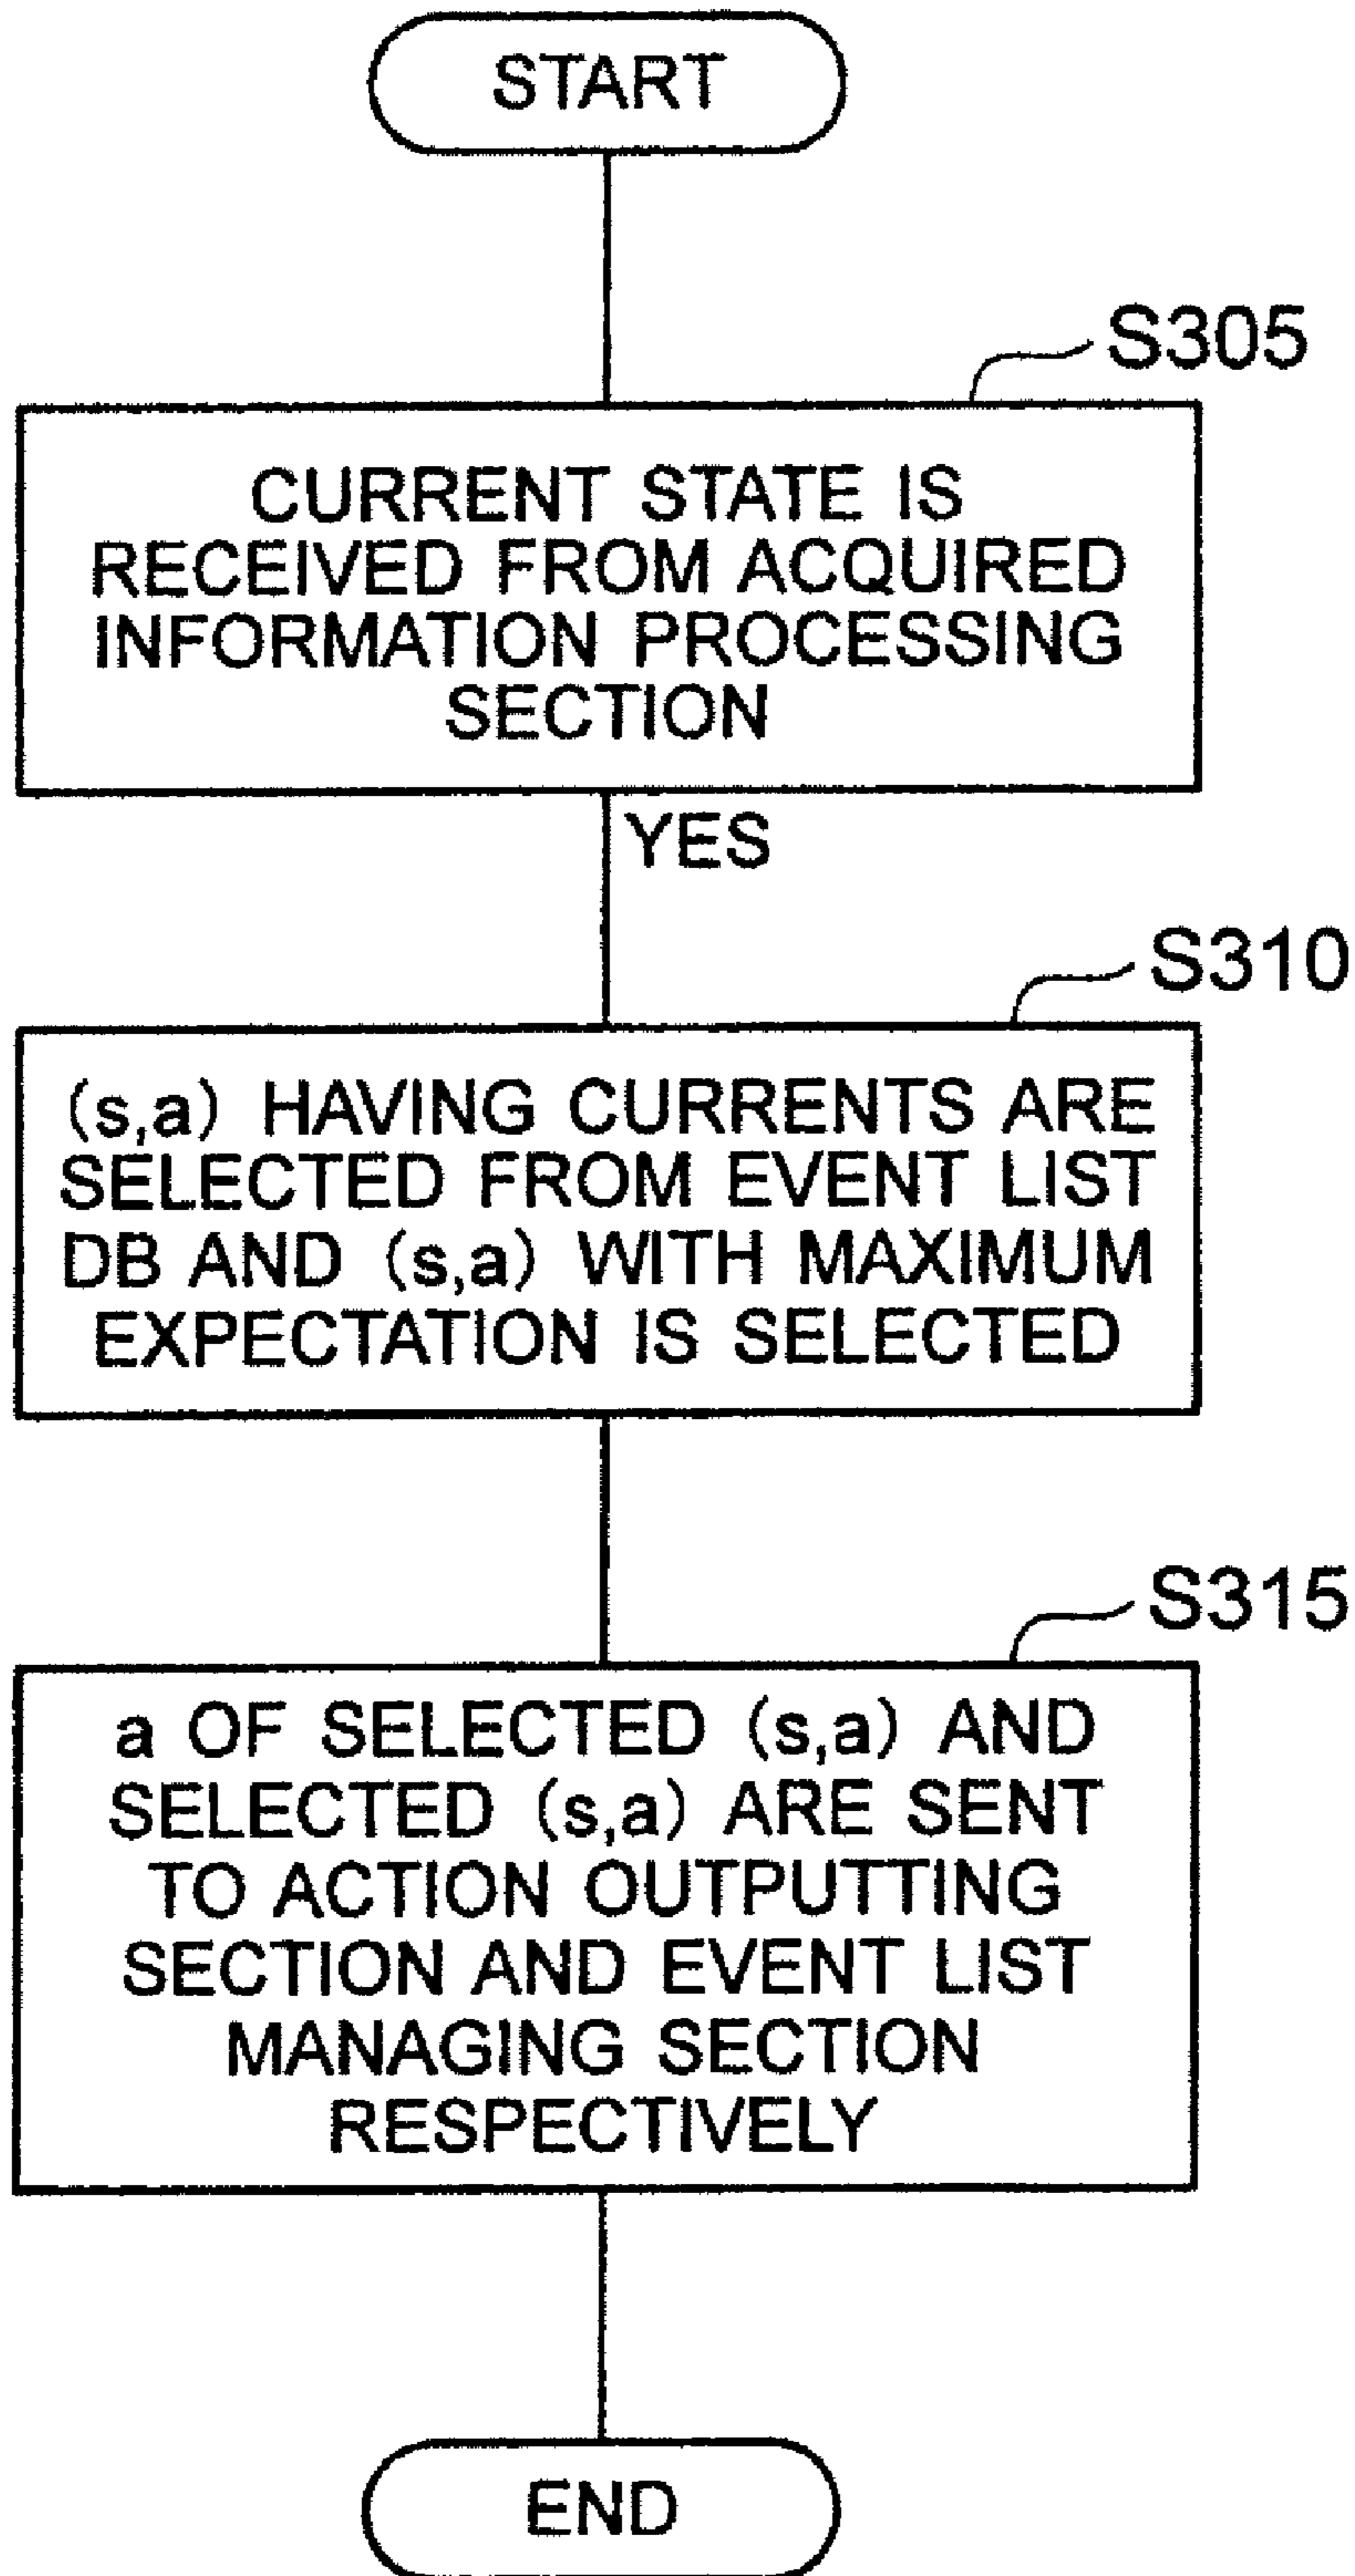 START
S305
CURRENT STATE IS
RECEIVED FROM ACQUIRED
INFORMATION PROCESSING
SECTION
YES
S310
(s,a) HAVING CURRENTS ARE
SELECTED FROM EVENT LIST
DB AND (s,a) WITH MAXIMUM
EXPECTATION IS SELECTED
S315
a OF SELECTED (s,a) AND
SELECTED (s,a) ARE SENT
TO ACTION OUTPUTTING
SECTION AND EVENT LIST
MANAGING SECTION
RESPECTIVELY
END